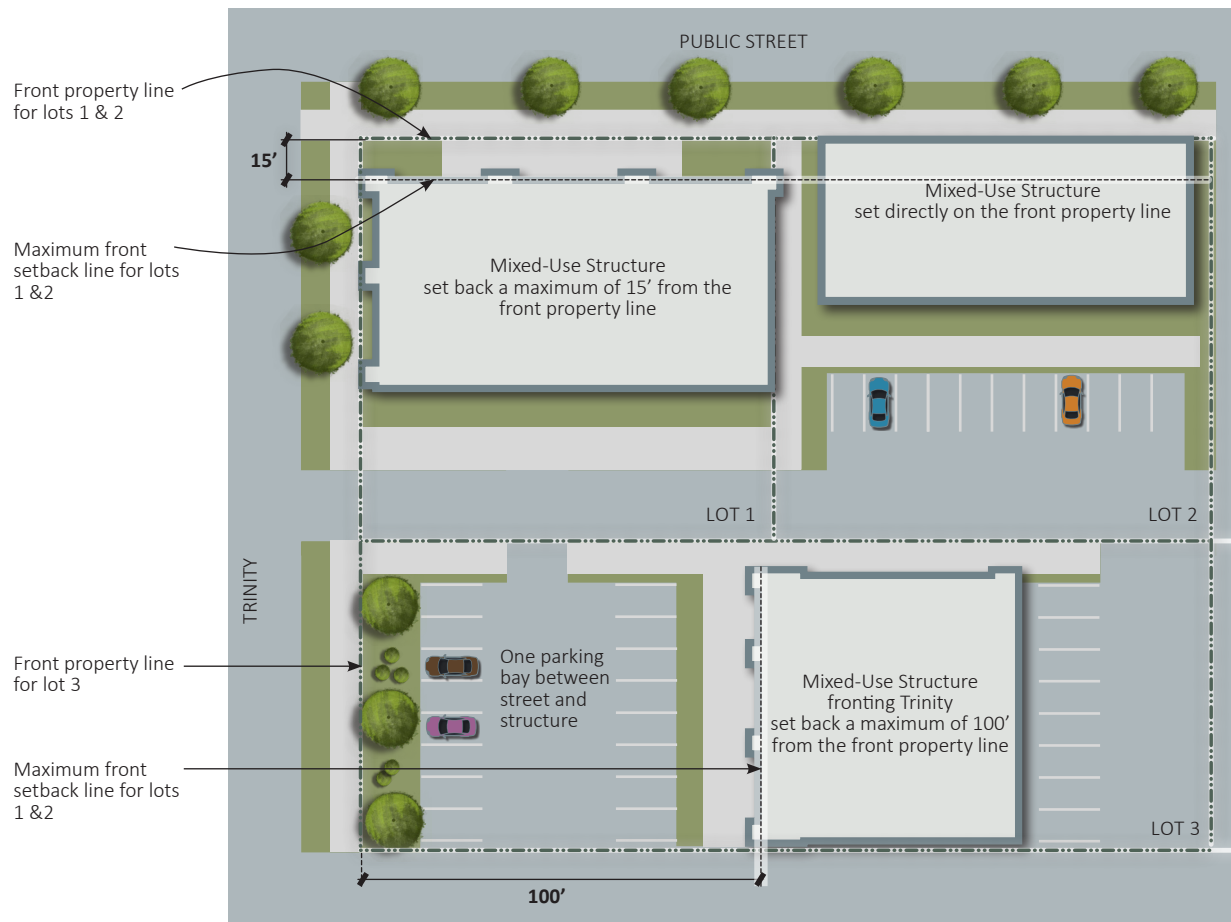 PUBLIC STREET
Front property line
for lots 1 & 2
15’
Mixed-Use Structure
set directly on the front property line
Maximum front
setback line for lots
1 &2
Mixed-Use Structure
set back a maximum of 15’ from the
front property line
LOT 1
LOT 2
TRINITY
Front property line
for lot 3
One parking
bay between
street and
structure
Mixed-Use Structure
fronting Trinity
set back a maximum of 100’
from the front property line
Maximum front
setback line for lots
1 &2
LOT 3
100’